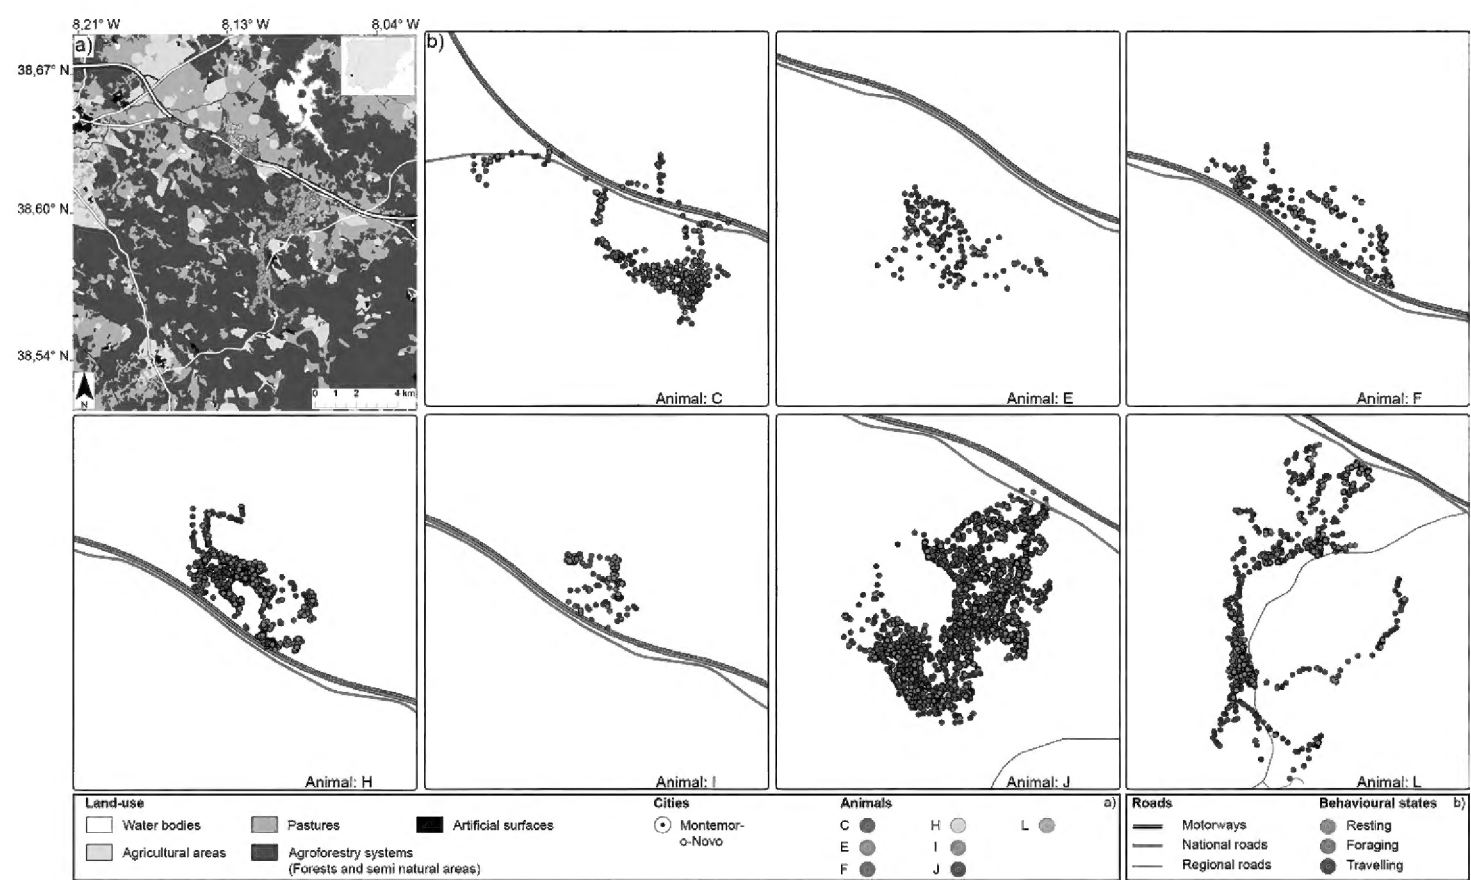 8,21° W 8,13° W 8,04° W
a)
b)
38,67° N
38,60° N
38,54° N
N
0 1 2 4 km
Animal: C
Animal: E
Animal: F
Animal: H
Animal: I
Animal: J
Animal: L
Land-use
Water bodies
Pastures
Artificial surfaces
Agricultural areas
Agroforestry systems
(Forests and semi natural areas)
Cities
Montemor-
o-Novo
Animals
a)
C
H
L
E
I
F
J
Roads
Motorways
National roads
Regional roads
Behavioural states
b)
Resting
Foraging
Travelling